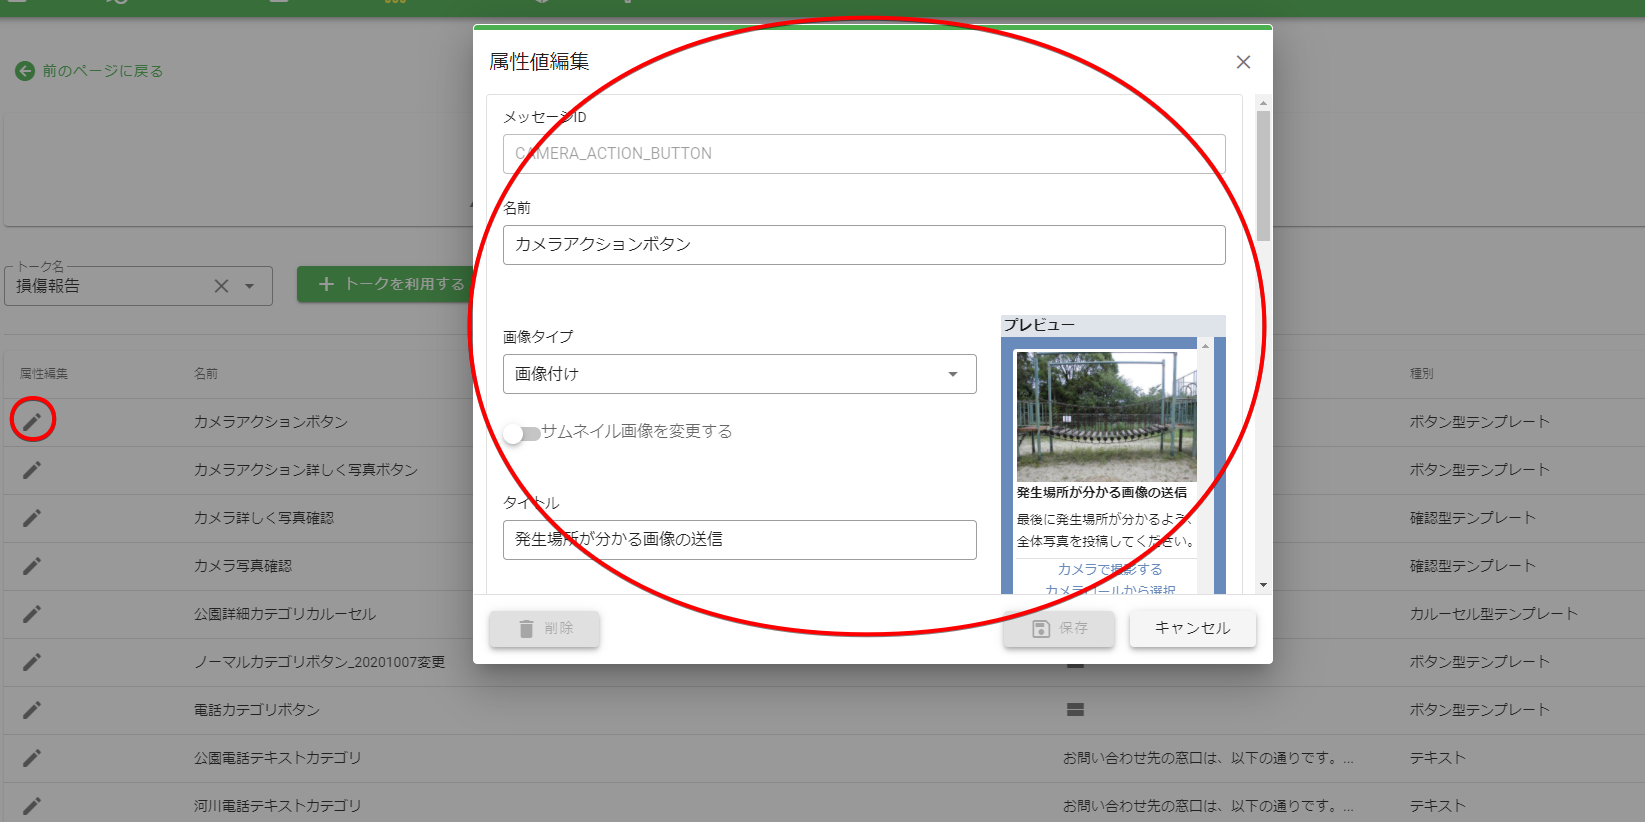 前のページに戻る
トーク名
損傷報告
トークを利用する
属性編集 名前 種別
カメラアクションボタン ボタン型テンプレート
カメラアクション詳しく写真ボタン ボタン型テンプレート
カメラ詳しく写真確認 確認型テンプレート
カメラ写真確認 確認型テンプレート
公園詳細カテゴリカルーセル カルーセル型テンプレート
ノーマルカテゴリボタン_20201007変更 ボタン型テンプレート
電話カテゴリボタン ボタン型テンプレート
公園電話テキストカテゴリ お問い合わせ先の窓口は、以下の通りです。... テキスト
河川電話テキストカテゴリ お問い合わせ先の窓口は、以下の通りです。... テキスト
属性値編集
メッセージID
CAMERA_ACTION_BUTTON
名前
カメラアクションボタン
画像タイプ
画像付け
サムネイル画像を変更する
タイトル
発生場所が分かる画像の送信
プレビュー
発生場所が分かる画像の送信
最後に発生場所が分かるよう、
全体写真を投稿してください。
カメラで撮影する
カメラロールから選択
削除
保存
キャンセル